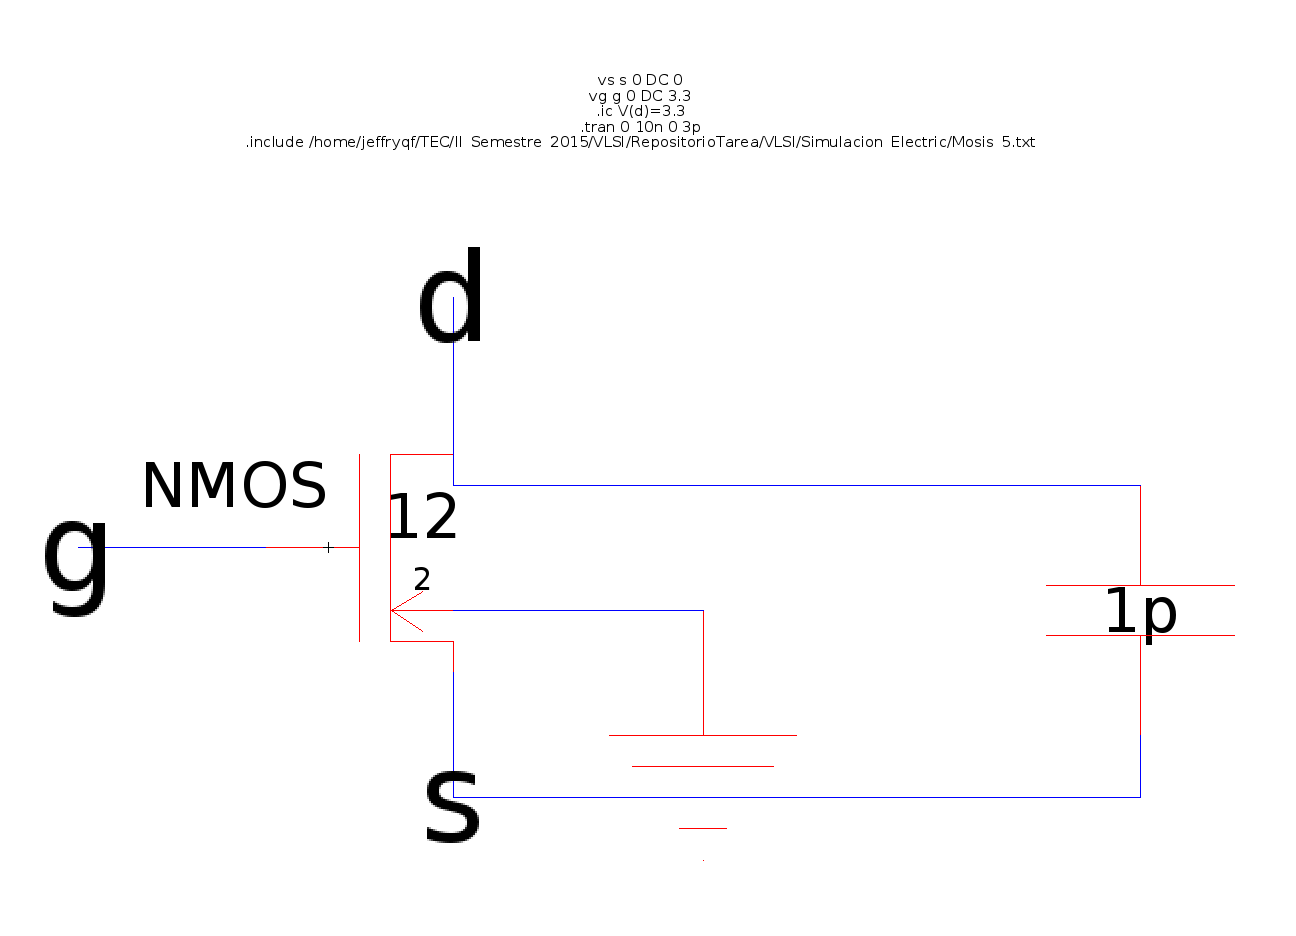 vs s 0 DC 0
vg g 0 DC 3.3
.ic V(d)=3.3
.tran 0 10n 0 3p
.include /home/jeffryqf/TEC/II Semestre 2015/VLSI/RepositorioTarea/VLSI/Simulacion Electric/Mosis 5.txt
d
NMOS
12
g
2
1p
s